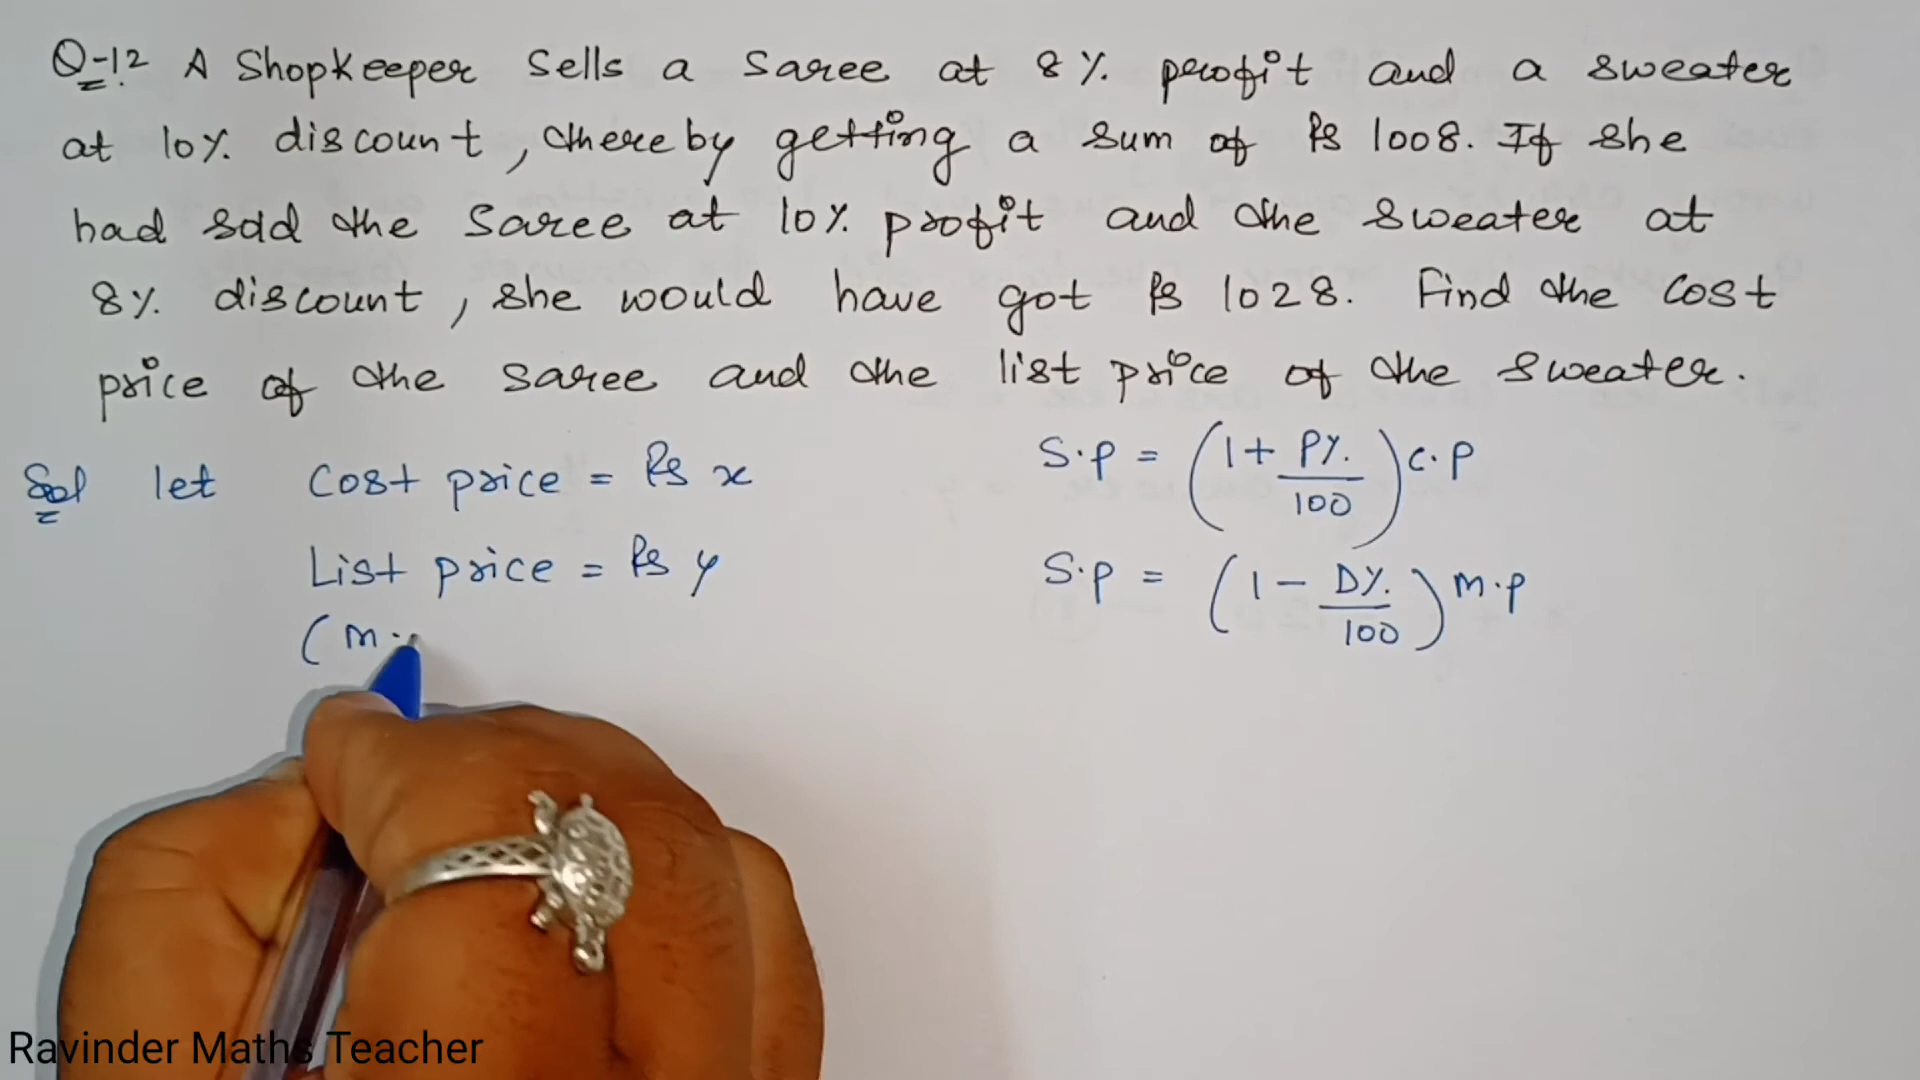 Q-12 A Shopkeeper Sells a Saree at 8% profit and a sweater
at 10% discount, thereby getting a sum of Rs 1008. If she
had sold the Saree at 10% profit and the sweater at
8% discount, she would have got Rs 1028. Find the cost
price of the saree and the list price of the Sweater.
Sol let Cost price = Rs x
List price = Rs y
(m.
S.p = (1 + P%/100) C.P
S.p = (1 - D%/100) m.p
Ravinder Maths Teacher